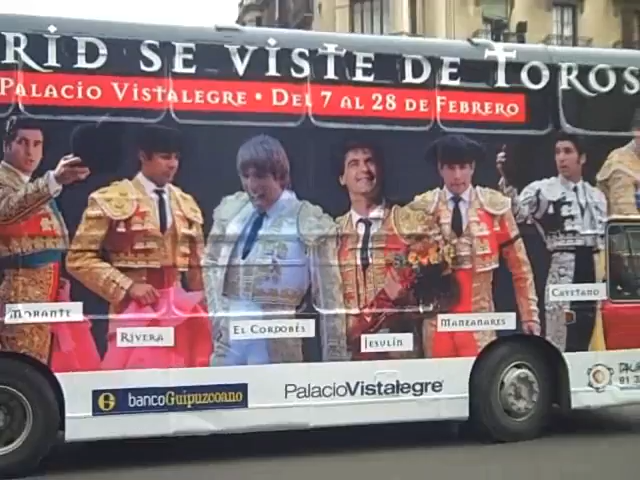 RID SE VISTE DE TOROS
PALACIO VISTALEGRE • DEL 7 AL 28 DE FEBRERO
MORANTE
RIVERA
EL CORDOBÉS
JESULÍN
MANZANARES
CAYETANO
bancoGuipuzcoano
PalacioVistalegre